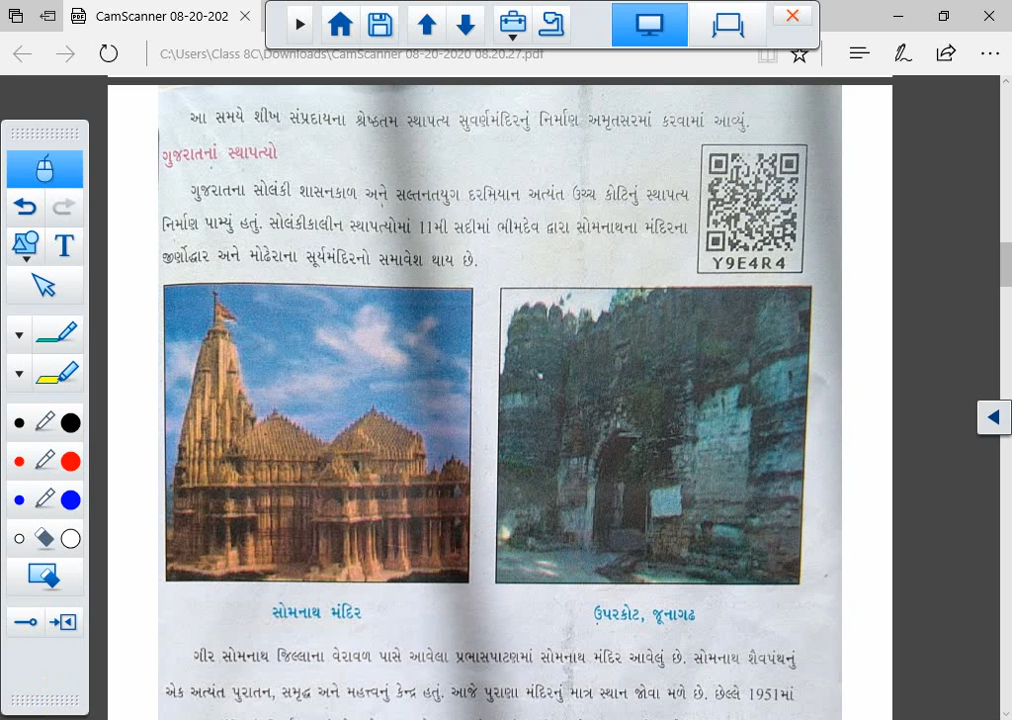 CamScanner 08-20-202
C:\Users\Class 8C\Downloads\CamScanner 08-20-2020 08.20.27.pdf
T
આ સમયે શીખ સંપ્રદાયના શ્રેષ્ઠતમ સ્થાપત્ય સુવર્ણમંદિરનું નિર્માણ અમૃતસરમાં કરવામાં આવ્યું.
ગુજરાતનાં સ્થાપત્યો
ગુજરાતના સોલંકી શાસનકાળ અને સલ્તનતયુગ દરમિયાન અત્યંત ઉચ્ચ કોટિનું સ્થાપત્ય
નિર્માણ પામ્યું હતું. સોલંકીકાલીન સ્થાપત્યોમાં 11મી સદીમાં ભીમદેવ દ્વારા સોમનાથના મંદિરના
જીર્ણોદ્ધાર અને મોઢેરાના સૂર્યમંદિરનો સમાવેશ થાય છે.
Y9E4R4
સોમનાથ મંદિર
ઉપરકોટ, જૂનાગઢ
ગીર સોમનાથ જિલ્લાના વેરાવળ પાસે આવેલા પ્રભાસપાટણમાં સોમનાથ મંદિર આવેલું છે. સોમનાથ શૈવપંથનું
એક અત્યંત પુરાતન, સમૃદ્ધ અને મહત્ત્વનું કેન્દ્ર હતું. આજે પુરાણા મંદિરનું માત્ર સ્થાન જોવા મળે છે. છેલ્લે 1951માં